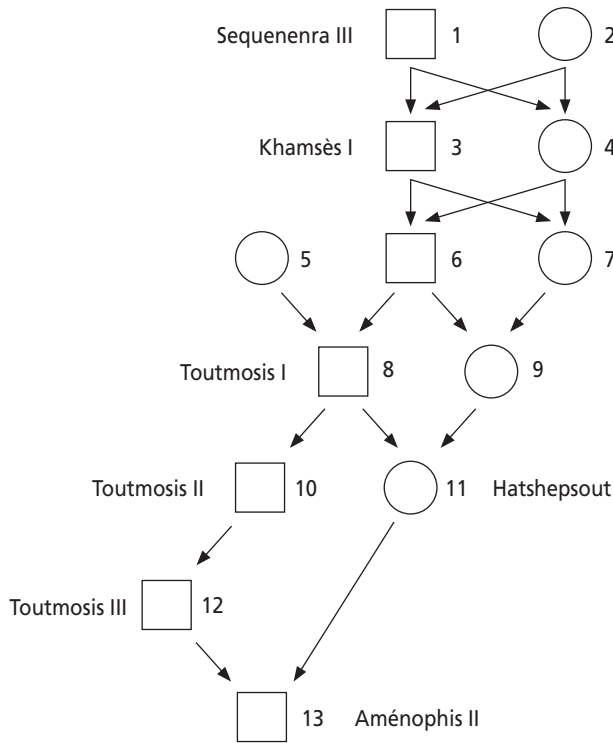 Sequenenra III 1 2
Khamsès I 3 4
5 6 7
Toutmosis I 8 9
Toutmosis II 10 11 Hatshepsout
Toutmosis III 12
13 Aménophis II